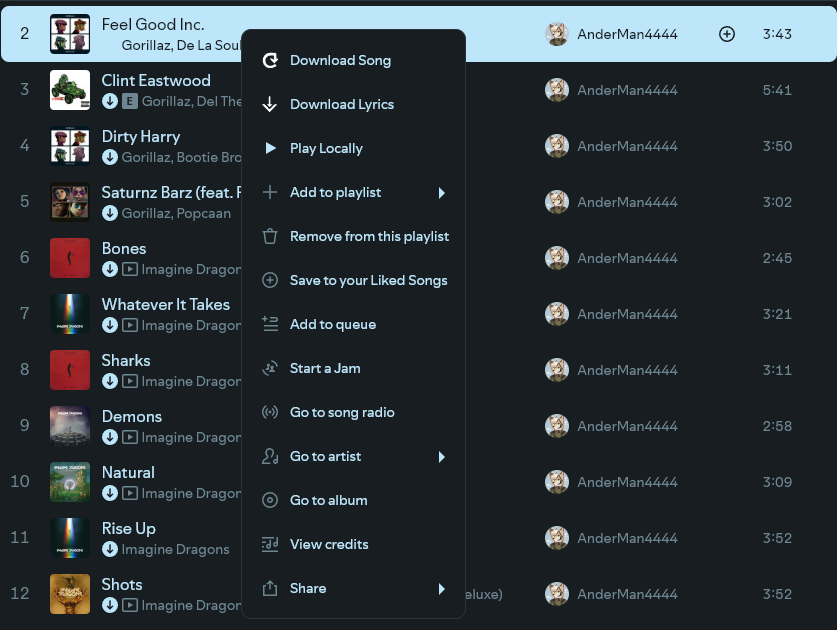 2 Feel Good Inc. AnderMan4444 3:43
Gorillaz, De La Soul
Download Song
3 Clint Eastwood AnderMan4444 5:41
E Gorillaz, Del The
Download Lyrics
4 Dirty Harry AnderMan4444 3:50
Gorillaz, Bootie Bro
Play Locally
5 Saturnz Barz (feat. P AnderMan4444 3:02
Gorillaz, Popcaan
Add to playlist
6 Bones AnderMan4444 2:45
Imagine Dragon
Remove from this playlist
Save to your Liked Songs
7 Whatever It Takes AnderMan4444 3:21
Imagine Dragon
Add to queue
8 Sharks AnderMan4444 3:11
Imagine Dragon
Start a Jam
9 Demons AnderMan4444 2:58
Imagine Dragon
Go to song radio
10 Natural AnderMan4444 3:09
Imagine Dragon
Go to artist
Go to album
11 Rise Up AnderMan4444 3:52
Imagine Dragons
View credits
12 Shots AnderMan4444 3:52
Imagine Dragon eluxe)
Share